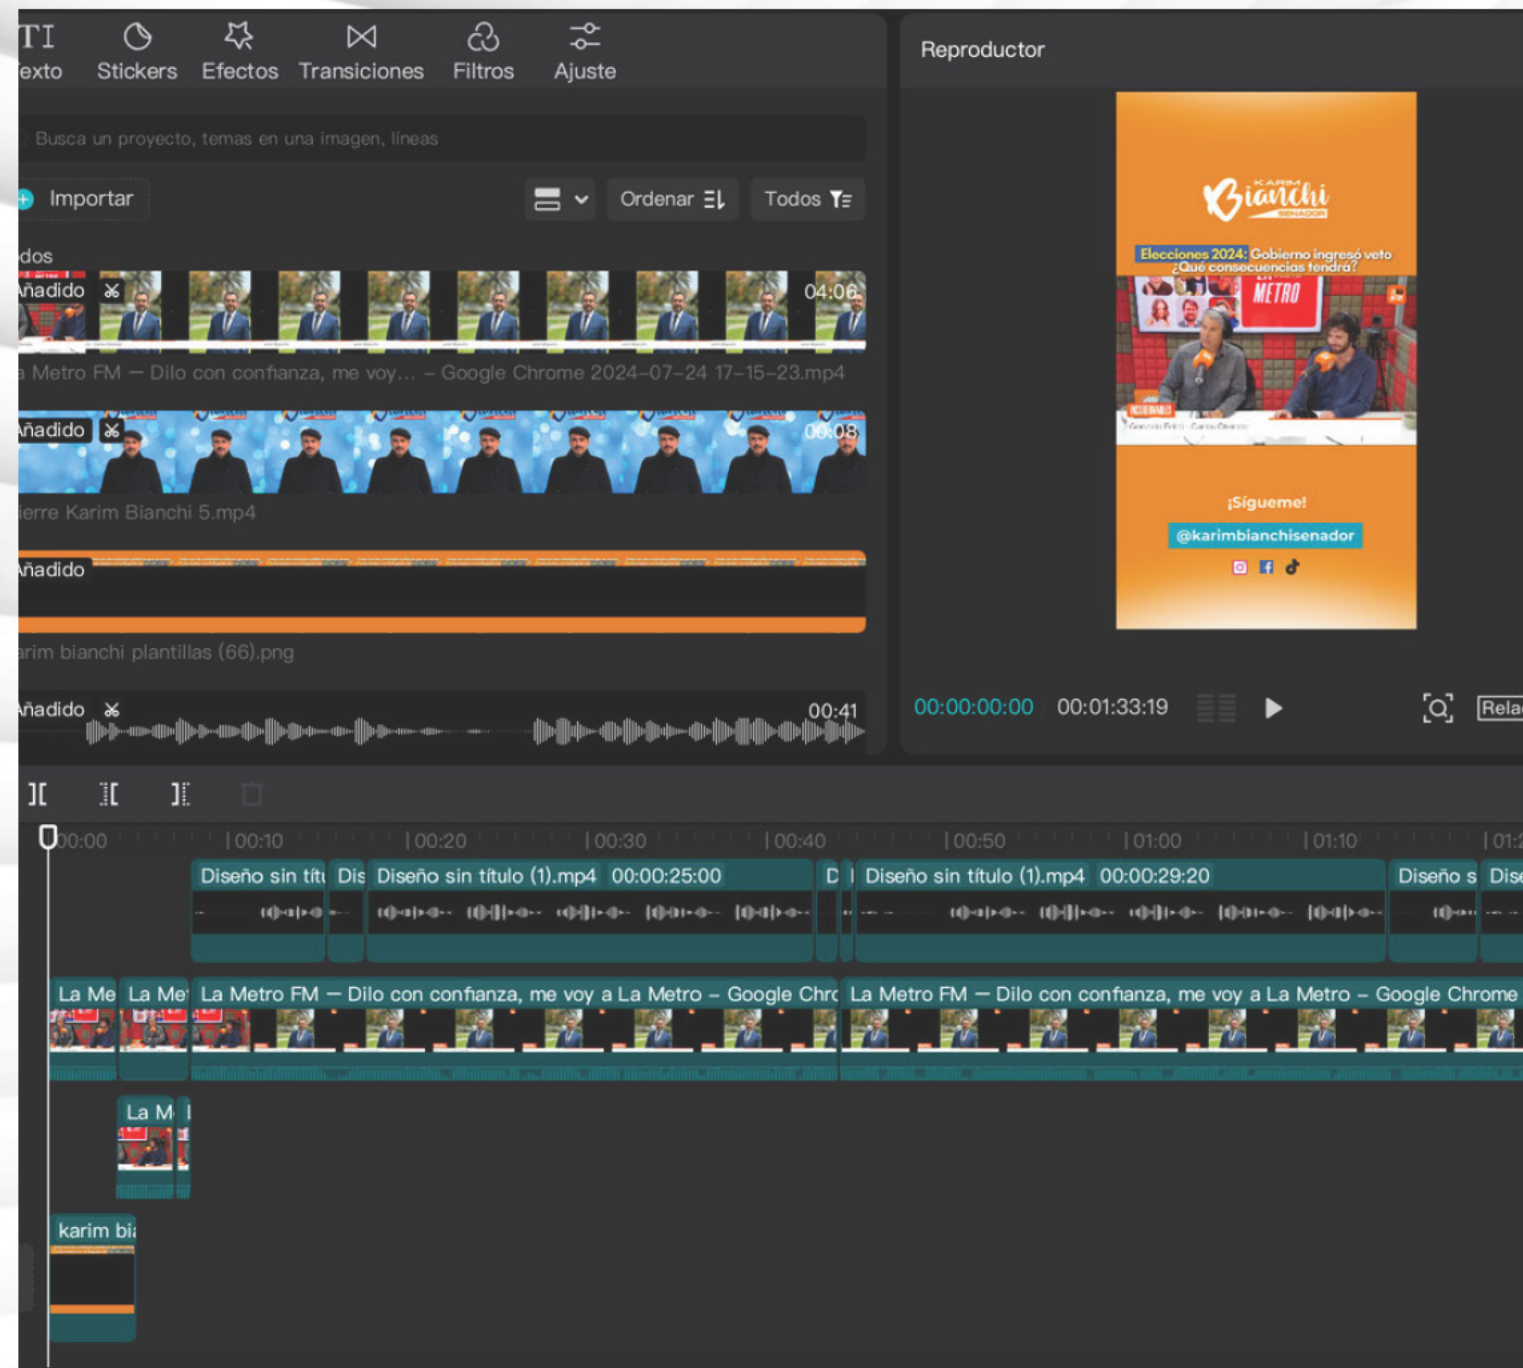 TI
exto Stickers Efectos Transiciones Filtros Ajuste
Busca un proyecto, temas en una imagen, líneas
Importar
Ordenar
Todos
dos
Añadido
04:06
a Metro FM – Dilo con confianza, me voy... – Google Chrome 2024-07-24 17-15-23.mp4
Añadido
00:08
ierre Karim Bianchi 5.mp4
Añadido
arim bianchi plantillas (66).png
Añadido
00:41
Reproductor
KARIM
Bianchi
SENADOR
Elecciones 2024: Gobierno ingresó veto
¿Qué consecuencias tendrá?
LA
METRO
¡Sígueme!
@karimbianchisenador
00:00:00:00 00:01:33:19
Rela
00:00 00:10 00:20 00:30 00:40 00:50 01:00 01:10 01:2
Diseño sin títu Dis Diseño sin título (1).mp4 00:00:25:00 D Diseño sin título (1).mp4 00:00:29:20 Diseño s Dise
La Me La Me La Metro FM – Dilo con confianza, me voy a La Metro – Google Chro La Metro FM – Dilo con confianza, me voy a La Metro – Google Chrome
La M
karim bia